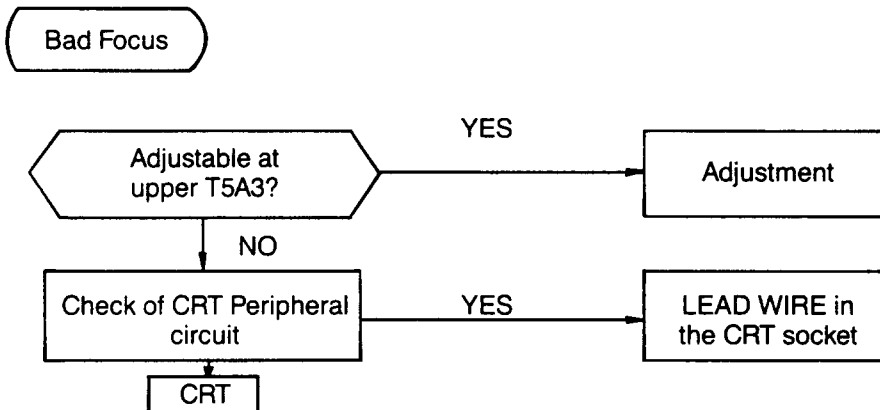 Bad Focus
Adjustable at
upper T5A3?
YES
Adjustment
NO
Check of CRT Peripheral
circuit
YES
LEAD WIRE in
the CRT socket
CRT